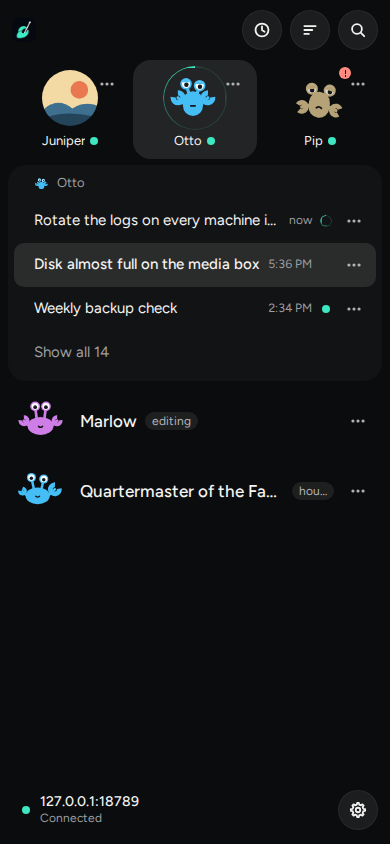 Juniper
Otto
Pip
!
Otto
Rotate the logs on every machine i... now
Disk almost full on the media box 5:36 PM
Weekly backup check 2:34 PM
Show all 14
Marlow editing
Quartermaster of the Fa... hou...
127.0.0.1:18789
Connected